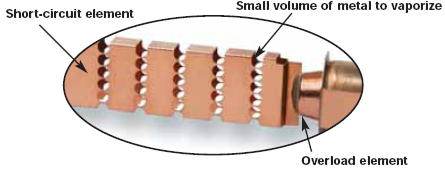 Small volume of metal to vaporize
Short-circuit element
Overload element